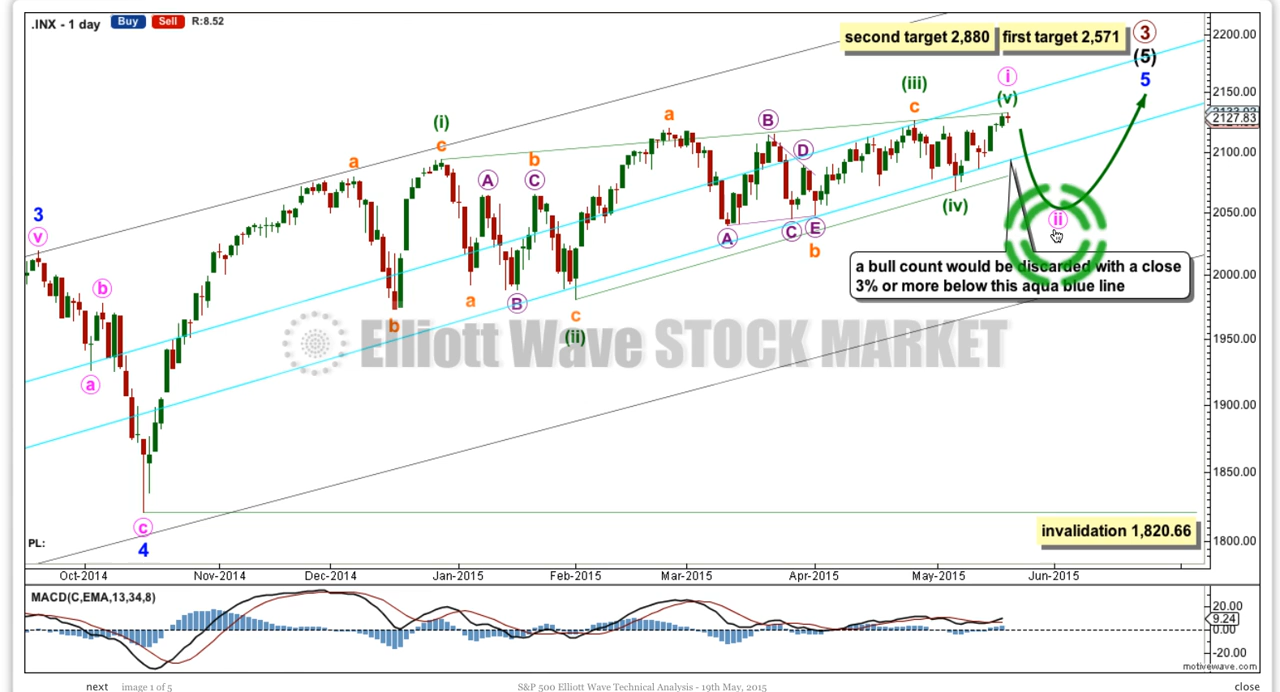 .INX - 1 day Buy Sell R:8.52
second target 2,880 first target 2,571
3
(5)
5
i
(v)
(iii)
c
(i)
c
a
B
D
a
b
A
C
3
v
b
a
c
4
b
a
B
c
(ii)
A
C
E
b
(iv)
ii
a bull count would be discarded with a close
3% or more below this aqua blue line
Elliott Wave STOCK MARKET
invalidation 1,820.66
PL:
2200.00
2150.00
2127.83
2100.00
2050.00
2000.00
1950.00
1900.00
1850.00
1800.00
Oct-2014 Nov-2014 Dec-2014 Jan-2015 Feb-2015 Mar-2015 Apr-2015 May-2015 Jun-2015
MACD(C,EMA,13,34,8)
20.00
9.24
0.00
-20.00
motivewave.com
next image 1 of 5 S&P 500 Elliott Wave Technical Analysis - 19th May, 2015 close